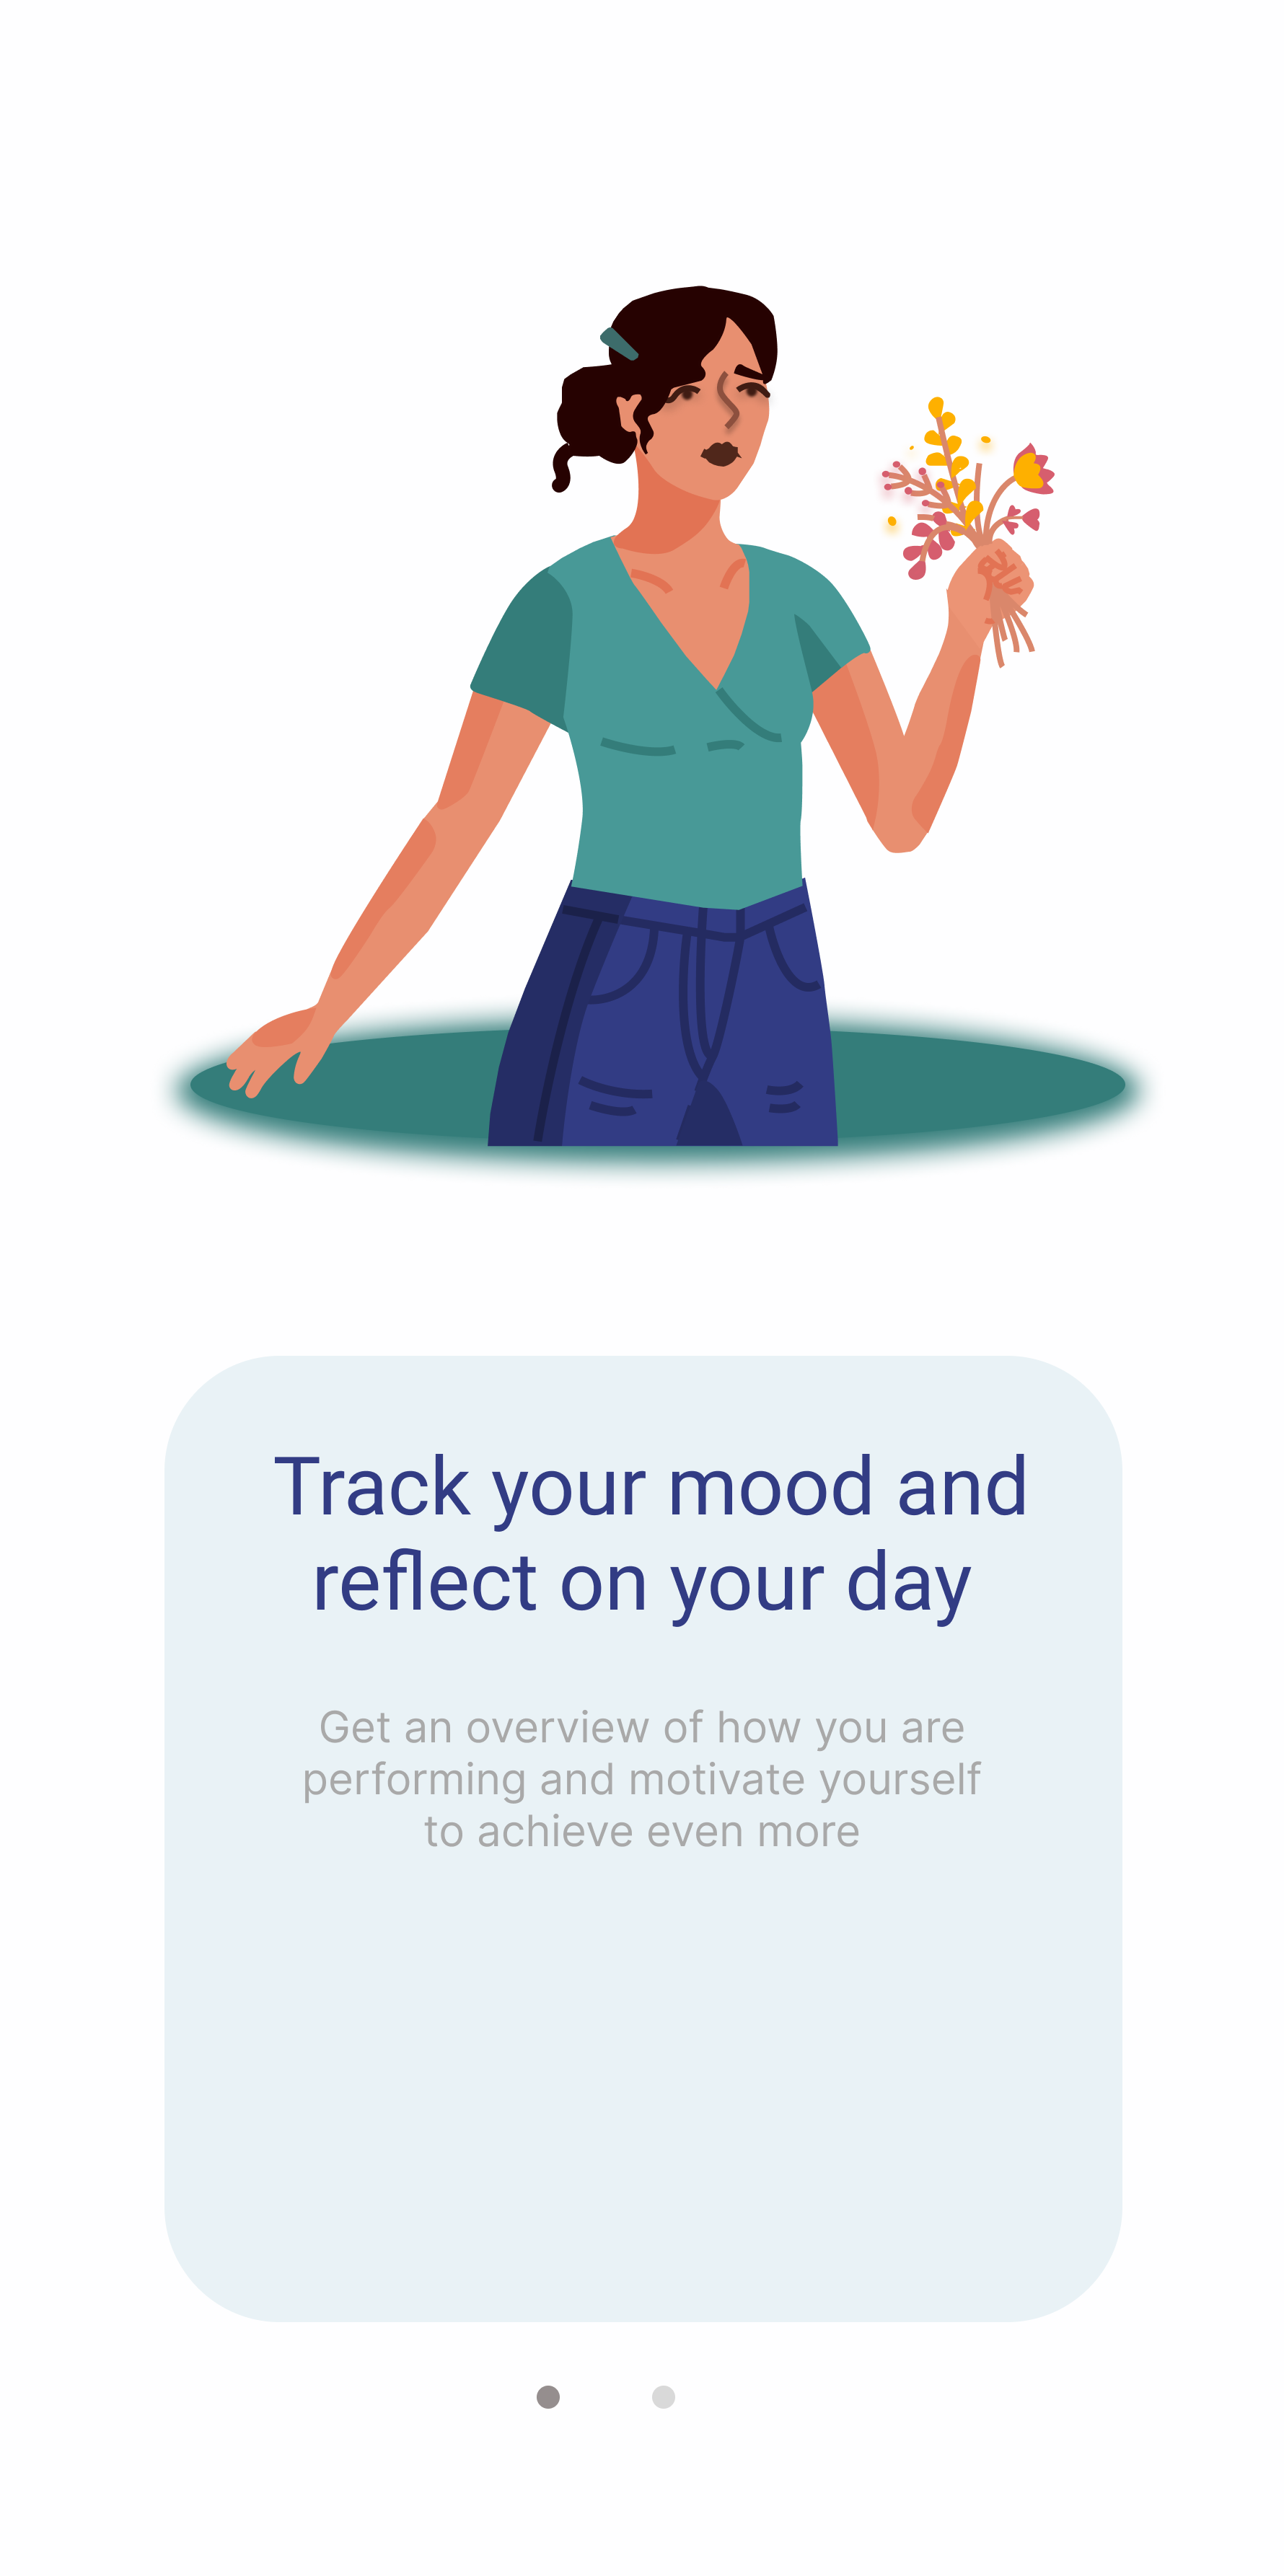 Track your mood and
reflect on your day
Get an overview of how you are
performing and motivate yourself
to achieve even more